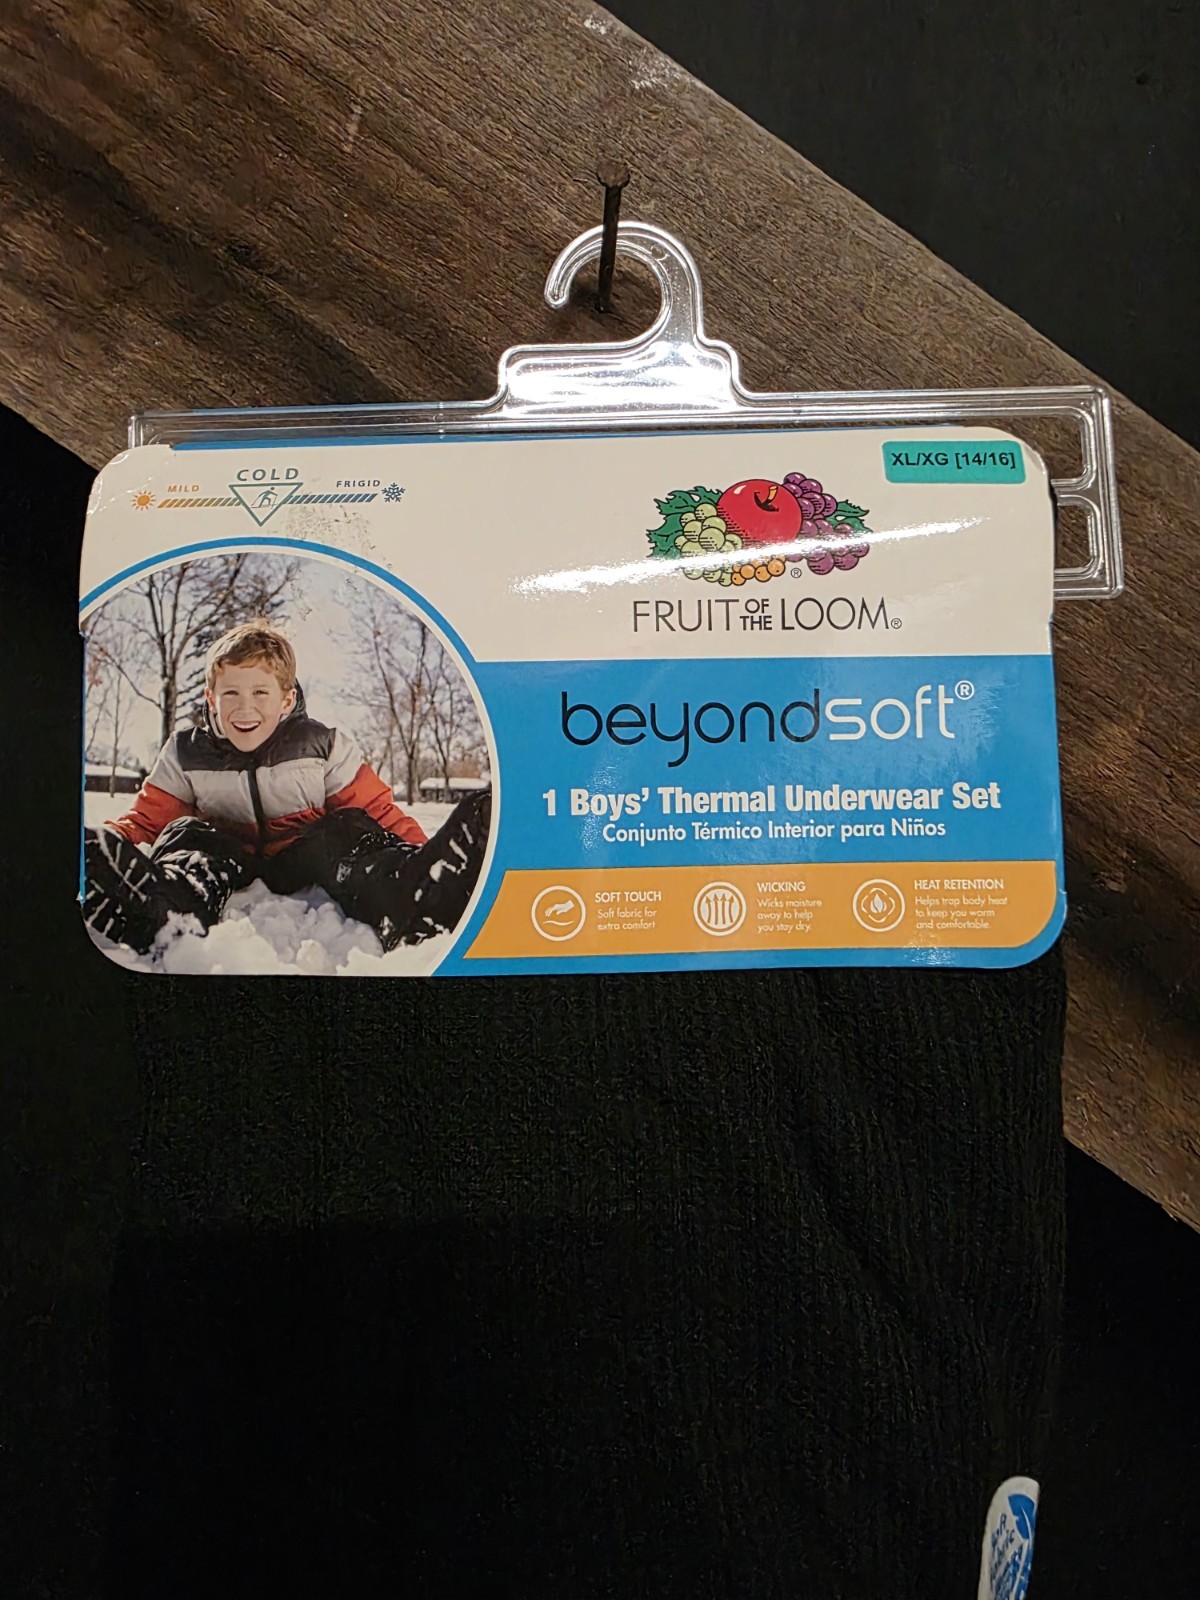 XL/XG [14/16]
COLD
MILD
FRIGID
®
FRUIT OF THE LOOM®
beyondsoft®
1 Boys' Thermal Underwear Set
Conjunto Térmico Interior para Niños
SOFT TOUCH
Soft fabric for
extra comfort
WICKING
Wicks moisture
away to help
you stay dry.
HEAT RETENTION
Helps trap body heat
to keep you warm
and comfortable.